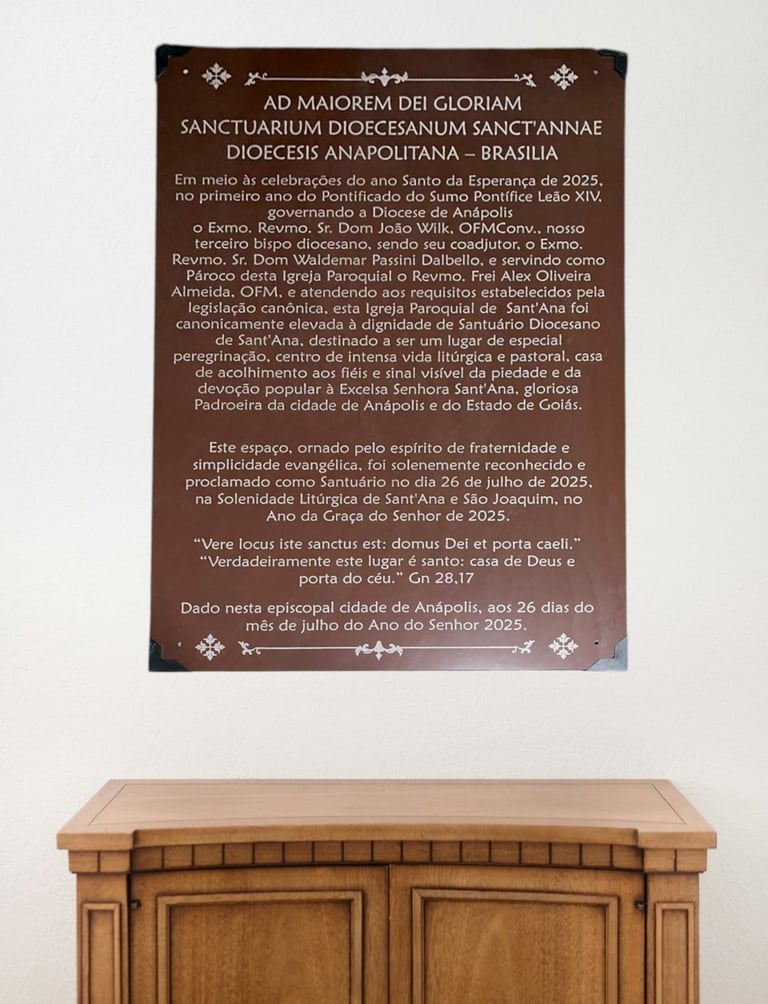 AD MAIOREM DEI GLORIAM
SANCTUARIUM DIOECESANUM SANCT'ANNAE
DIOECESIS ANAPOLITANA – BRASILIA
Em meio às celebrações do ano Santo da Esperança de 2025,
no primeiro ano do Pontificado do Sumo Pontífice Leão XIV,
governando a Diocese de Anápolis
o Exmo. Revmo. Sr. Dom João Wilk, OFMConv., nosso
terceiro bispo diocesano, sendo seu coadjutor, o Exmo.
Revmo. Sr. Dom Waldemar Passini Dalbello, e servindo como
Pároco desta Igreja Paroquial o Revmo. Frei Alex Oliveira
Almeida, OFM, e atendendo aos requisitos estabelecidos pela
legislação canônica, esta Igreja Paroquial de Sant'Ana foi
canonicamente elevada à dignidade de Santuário Diocesano
de Sant'Ana, destinado a ser um lugar de especial
peregrinação, centro de intensa vida litúrgica e pastoral, casa
de acolhimento aos fiéis e sinal visível da piedade e da
devoção popular à Excelsa Senhora Sant'Ana, gloriosa
Padroeira da cidade de Anápolis e do Estado de Goiás.
Este espaço, ornado pelo espírito de fraternidade e
simplicidade evangélica, foi solenemente reconhecido e
proclamado como Santuário no dia 26 de julho de 2025,
na Solenidade Litúrgica de Sant'Ana e São Joaquim, no
Ano da Graça do Senhor de 2025.
“Vere locus iste sanctus est: domus Dei et porta caeli.”
“Verdadeiramente este lugar é santo: casa de Deus e
porta do céu.” Gn 28,17
Dado nesta episcopal cidade de Anápolis, aos 26 dias do
mês de julho do Ano do Senhor 2025.